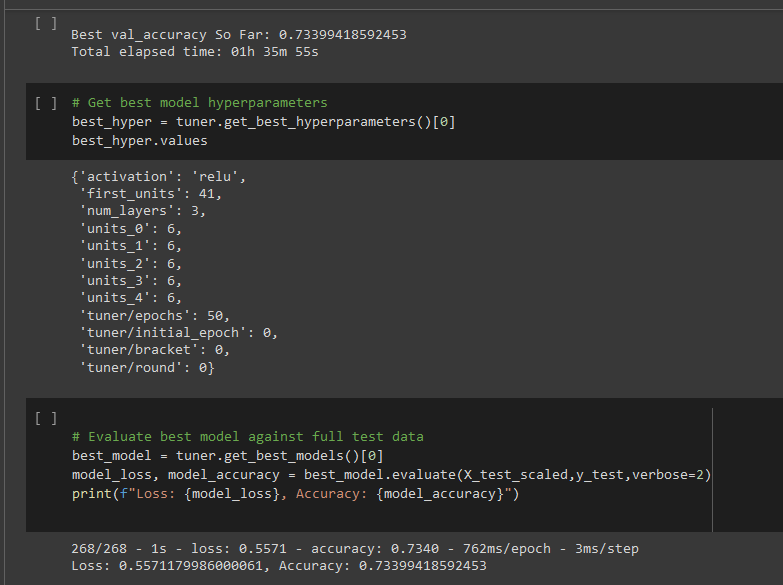 [ ]
Best val_accuracy So Far: 0.73399418592453
Total elapsed time: 01h 35m 55s
[ ] # Get best model hyperparameters
best_hyper = tuner.get_best_hyperparameters()[0]
best_hyper.values
{'activation': 'relu',
'first_units': 41,
'num_layers': 3,
'units_0': 6,
'units_1': 6,
'units_2': 6,
'units_3': 6,
'units_4': 6,
'tuner/epochs': 50,
'tuner/initial_epoch': 0,
'tuner/bracket': 0,
'tuner/round': 0}
[ ]
# Evaluate best model against full test data
best_model = tuner.get_best_models()[0]
model_loss, model_accuracy = best_model.evaluate(X_test_scaled,y_test,verbose=2)
print(f"Loss: {model_loss}, Accuracy: {model_accuracy}")
268/268 - 1s - loss: 0.5571 - accuracy: 0.7340 - 762ms/epoch - 3ms/step
Loss: 0.5571179986000061, Accuracy: 0.73399418592453